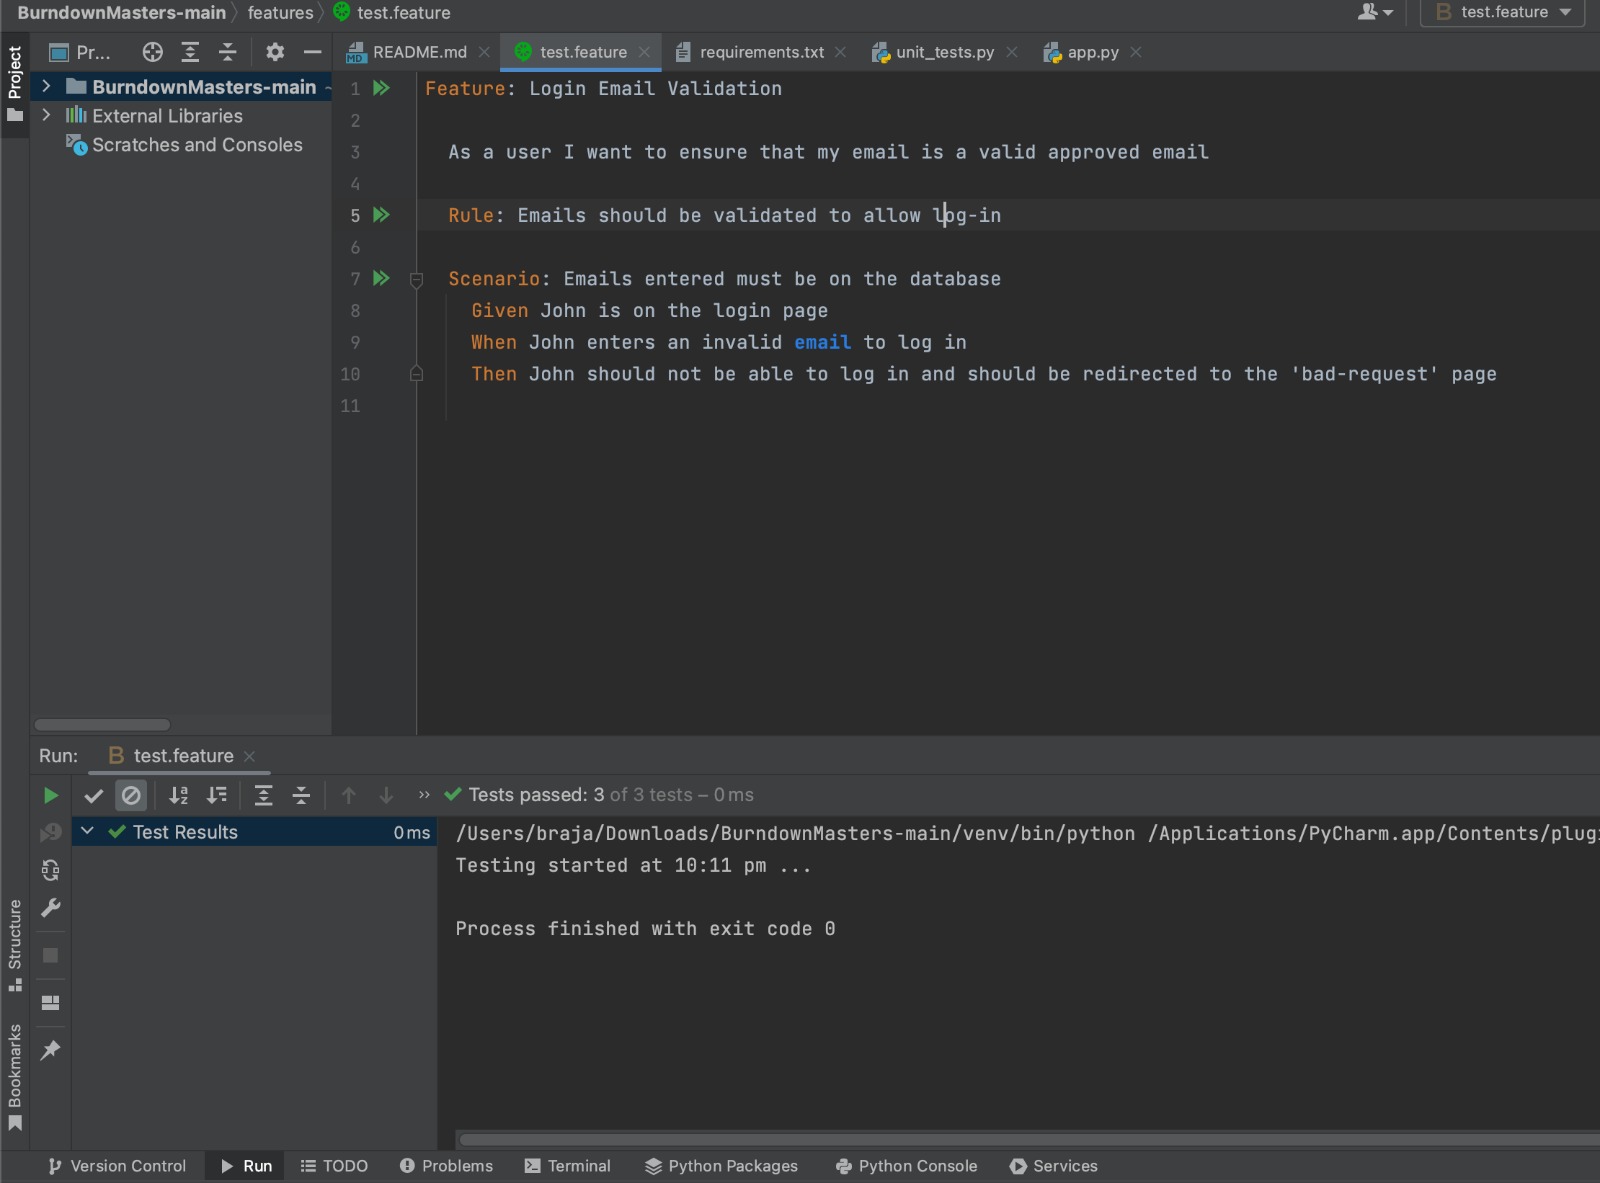 BurndownMasters-main features test.feature
B test.feature
Project
Pr...
README.md test.feature requirements.txt unit_tests.py app.py
BurndownMasters-main ~
External Libraries
Scratches and Consoles
1 Feature: Login Email Validation
2
3 As a user I want to ensure that my email is a valid approved email
4
5 Rule: Emails should be validated to allow log-in
6
7 Scenario: Emails entered must be on the database
8 Given John is on the login page
9 When John enters an invalid email to log in
10 Then John should not be able to log in and should be redirected to the 'bad-request' page
11
Run: B test.feature
» Tests passed: 3 of 3 tests – 0 ms
Test Results 0 ms
/Users/braja/Downloads/BurndownMasters-main/venv/bin/python /Applications/PyCharm.app/Contents/plugi
Testing started at 10:11 pm ...
Process finished with exit code 0
Structure
Bookmarks
Version Control Run TODO Problems Terminal Python Packages Python Console Services